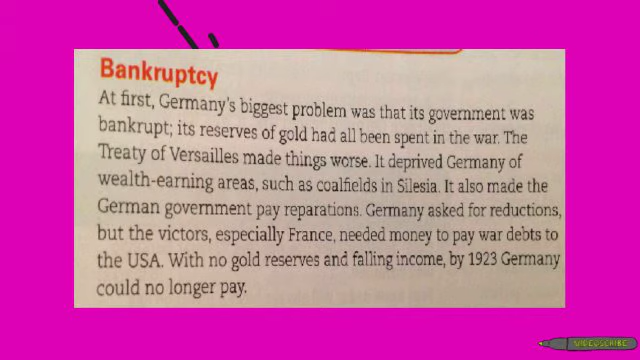 Bankruptcy
At first, Germany's biggest problem was that its government was
bankrupt; its reserves of gold had all been spent in the war. The
Treaty of Versailles made things worse. It deprived Germany of
wealth-earning areas, such as coalfields in Silesia. It also made the
German government pay reparations. Germany asked for reductions,
but the victors, especially France, needed money to pay war debts to
the USA. With no gold reserves and falling income, by 1923 Germany
could no longer pay.
VIDEOSCRIBE